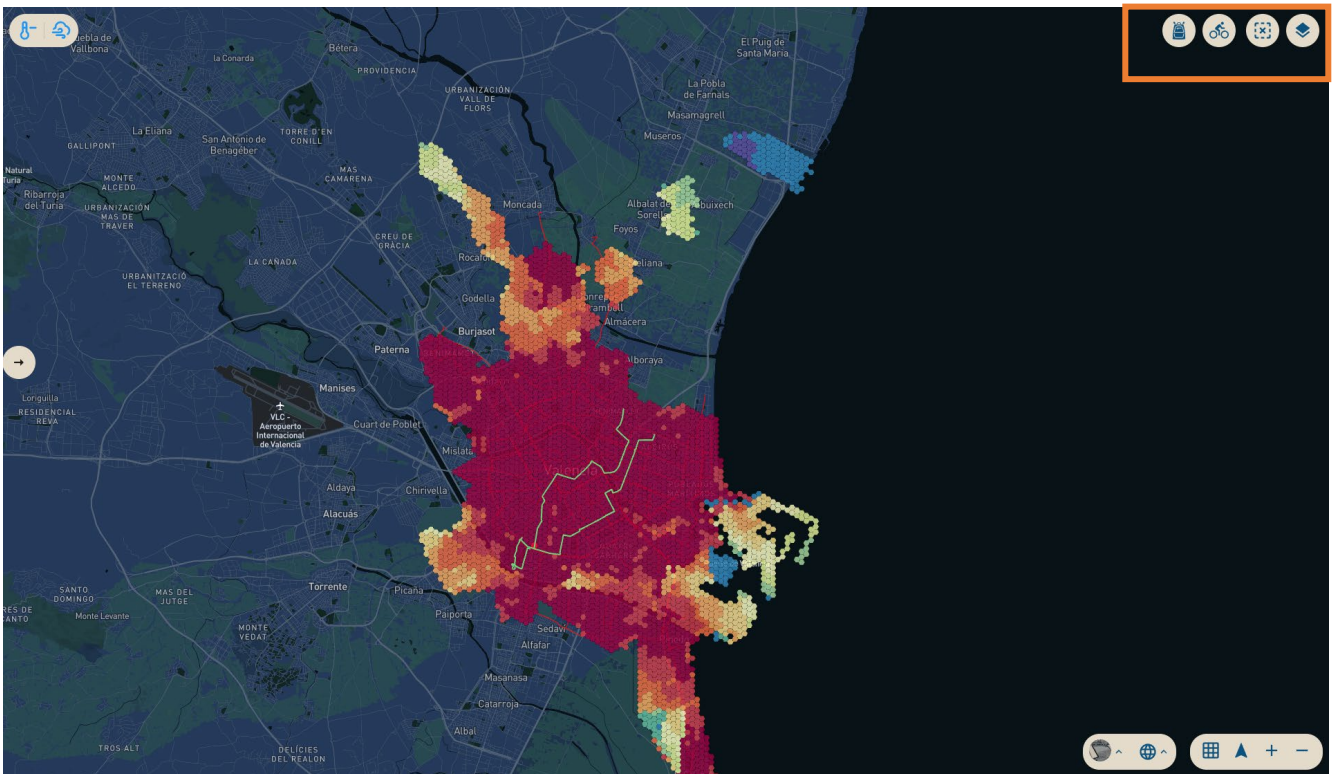 Puebla de
Vallbona
Bétera
la Conarda
PROVIDENCIA
El Puig de
Santa Maria
URBANIZACIÓN
VALL DE
FLORS
La Pobla
de Farnals
Masamagrell
Museros
La Eliana
GALLIPONT
San Antonio de
Benagéber
TORRE D'EN
CONILL
MAS
CAMARENA
Natural
Turia
MONTE
ALCEDO
Ribarroja
del Turia
URBANIZACIÓN
MAS DE
TRAVER
Moncada
Albalat de
Sorells
Foyos
CREU DE
GRÀCIA
LA CAÑADA
URBANITZACIÓ
EL TERRENO
Godella
Almácera
Burjasot
Paterna
Alboraya
Manises
Loriguilla
RESIDENCIAL
REVA
VLC -
Aeropuerto
Internacional
de Valencia
Cuart de Poblet
Mislata
Valencia
Aldaya
Chirivella
Alacuás
Torrente
Picaña
SANTO
DOMINGO
MAS DEL
JUTGE
Monte Levante
Paiporta
MONTE
VEDAT
Sedaví
Alfafar
Masanasa
Catarroja
Albal
TROS ALT
DELÍCIES
DEL REALON